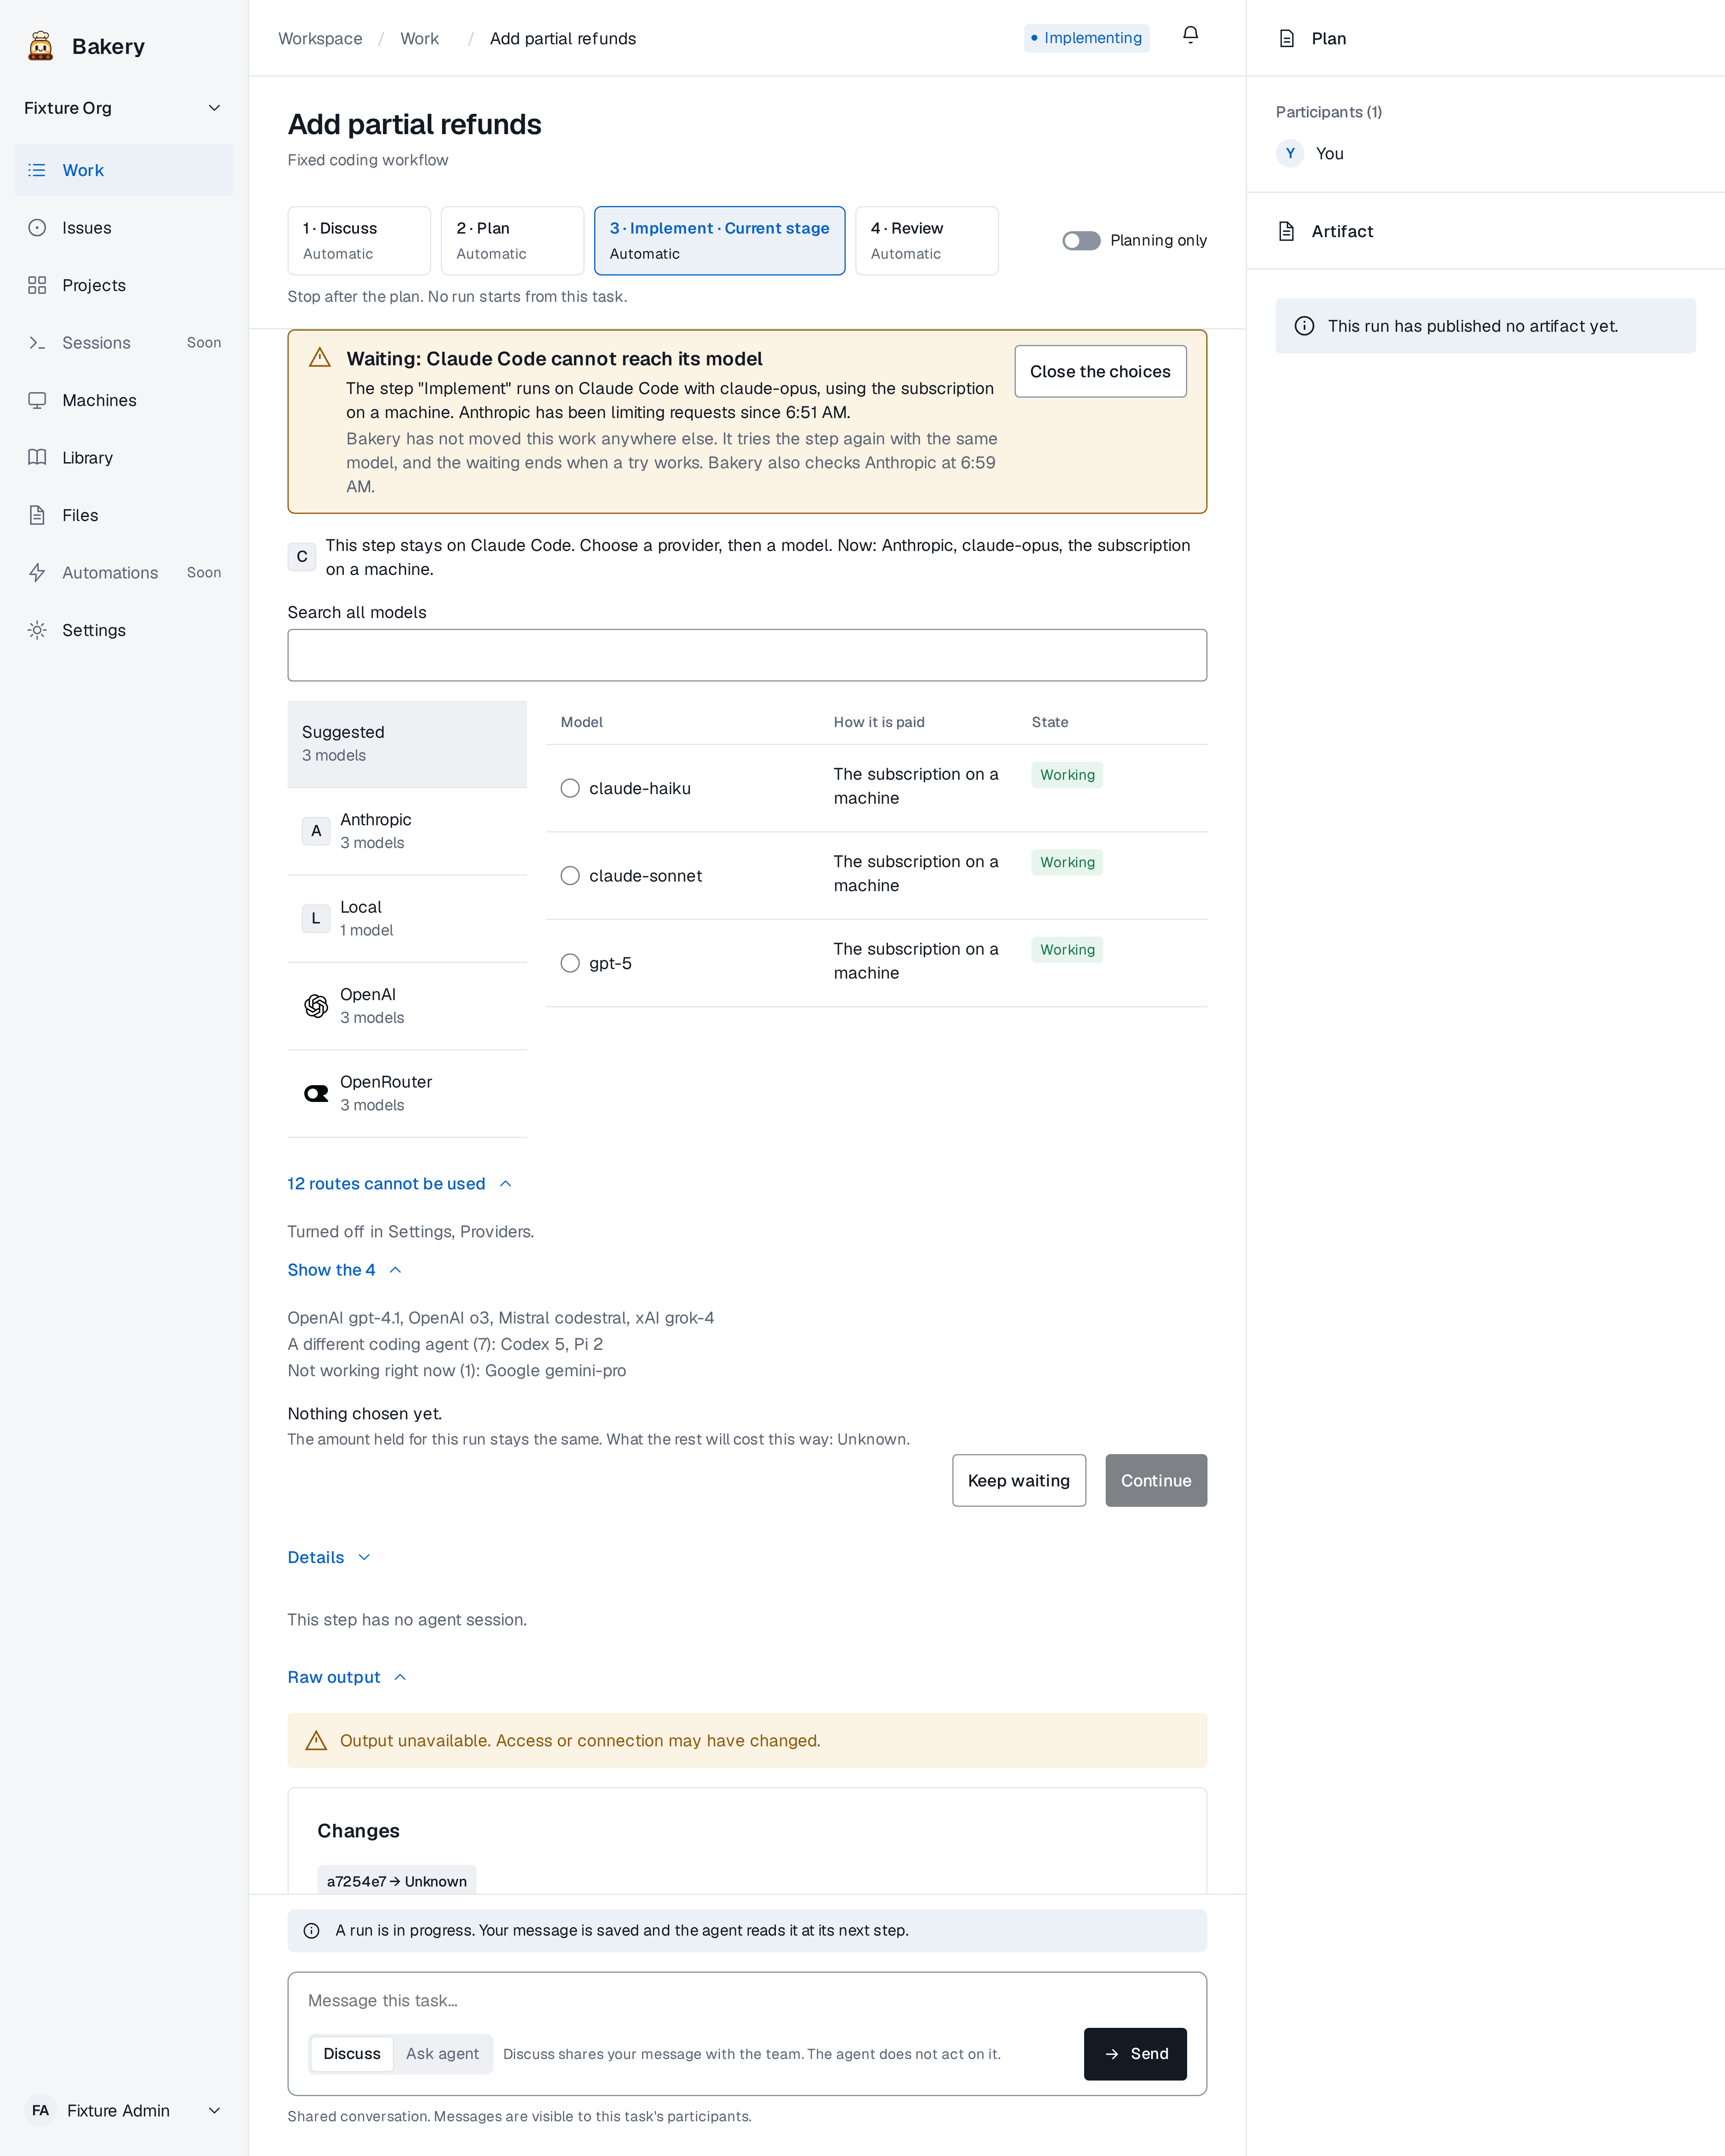 Bakery
Fixture Org
Work
Issues
Projects
Sessions Soon
Machines
Library
Files
Automations Soon
Settings
FA Fixture Admin
Workspace / Work / Add partial refunds
Implementing
Add partial refunds
Fixed coding workflow
1 · Discuss
Automatic
2 · Plan
Automatic
3 · Implement · Current stage
Automatic
4 · Review
Automatic
Planning only
Stop after the plan. No run starts from this task.
Waiting: Claude Code cannot reach its model
The step "Implement" runs on Claude Code with claude-opus, using the subscription
on a machine. Anthropic has been limiting requests since 6:51 AM.
Bakery has not moved this work anywhere else. It tries the step again with the same
model, and the waiting ends when a try works. Bakery also checks Anthropic at 6:59
AM.
Close the choices
C
This step stays on Claude Code. Choose a provider, then a model. Now: Anthropic, claude-opus, the subscription
on a machine.
Search all models
Suggested
3 models
A
Anthropic
3 models
L
Local
1 model
OpenAI
3 models
OpenRouter
3 models
Model How it is paid State
claude-haiku
The subscription on a
machine
Working
claude-sonnet
The subscription on a
machine
Working
gpt-5
The subscription on a
machine
Working
12 routes cannot be used
Turned off in Settings, Providers.
Show the 4
OpenAI gpt-4.1, OpenAI o3, Mistral codestral, xAI grok-4
A different coding agent (7): Codex 5, Pi 2
Not working right now (1): Google gemini-pro
Nothing chosen yet.
The amount held for this run stays the same. What the rest will cost this way: Unknown.
Keep waiting
Continue
Details
This step has no agent session.
Raw output
Output unavailable. Access or connection may have changed.
Changes
a7254e7 → Unknown
A run is in progress. Your message is saved and the agent reads it at its next step.
Message this task...
Discuss
Ask agent
Discuss shares your message with the team. The agent does not act on it.
→ Send
Shared conversation. Messages are visible to this task's participants.
Plan
Participants (1)
Y You
Artifact
This run has published no artifact yet.